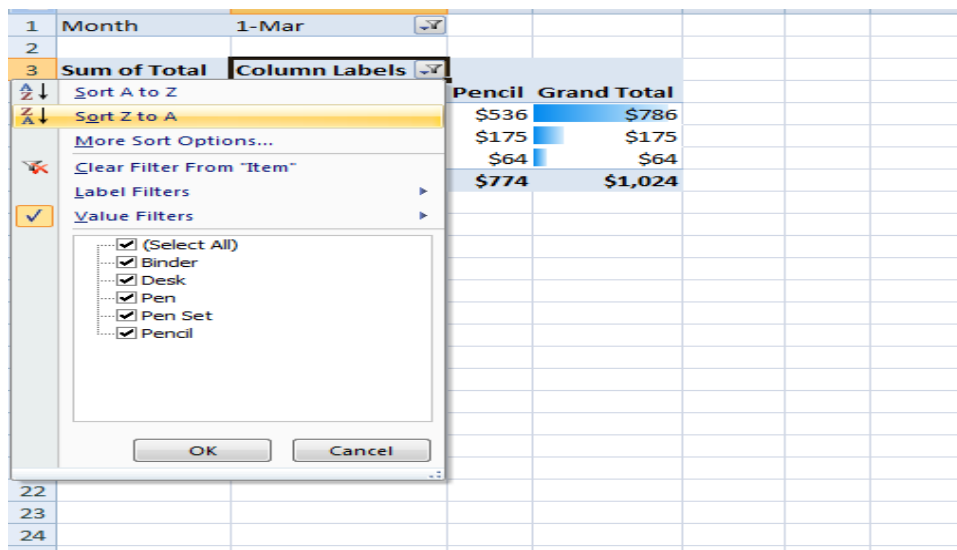 1 Month 1-Mar
2
3 Sum of Total Column Labels
Sort A to Z
Pencil Grand Total
Sort Z to A
$536 $786
More Sort Options...
$175 $175
Clear Filter From "Item"
$64 $64
Label Filters
$774 $1,024
Value Filters
(Select All)
Binder
Desk
Pen
Pen Set
Pencil
OK Cancel
22
23
24